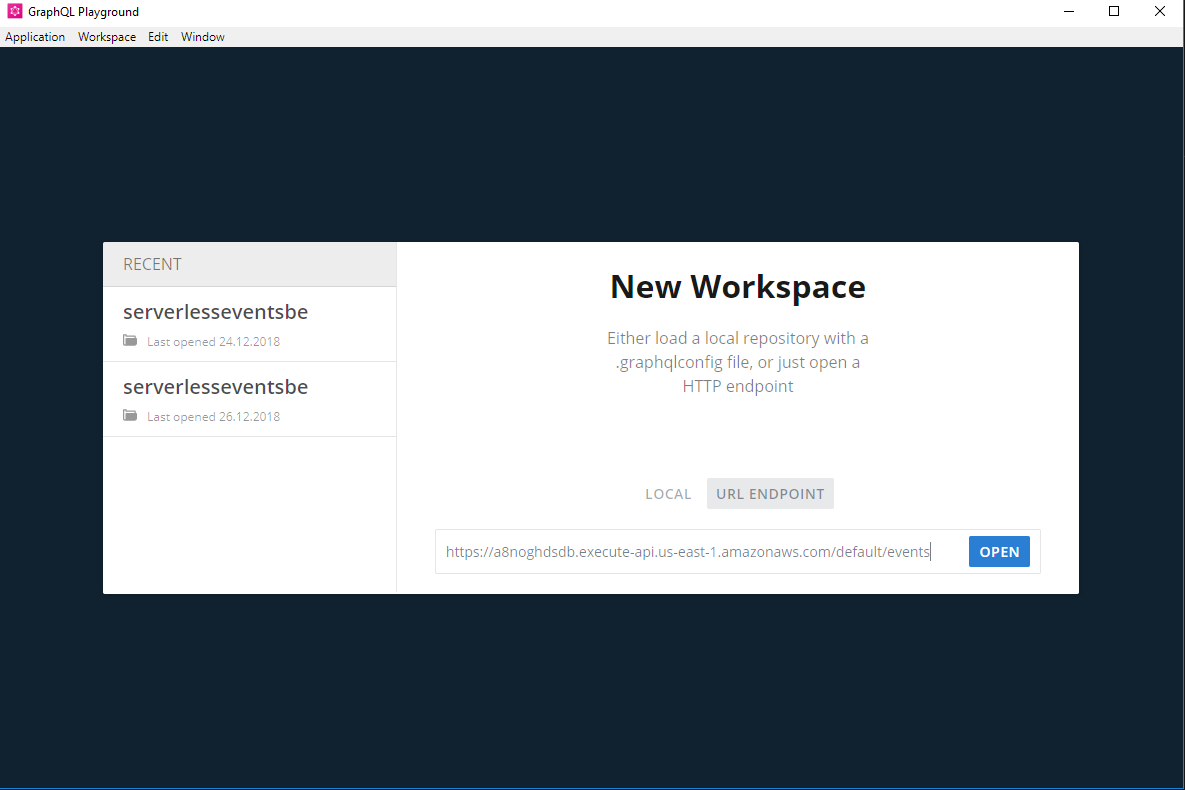 GraphQL Playground
Application Workspace Edit Window
RECENT
serverlesseventsbe
Last opened 24.12.2018
serverlesseventsbe
Last opened 26.12.2018
New Workspace
Either load a local repository with a
.graphqlconfig file, or just open a
HTTP endpoint
LOCAL URL ENDPOINT
https://a8noghdsdb.execute-api.us-east-1.amazonaws.com/default/events
OPEN